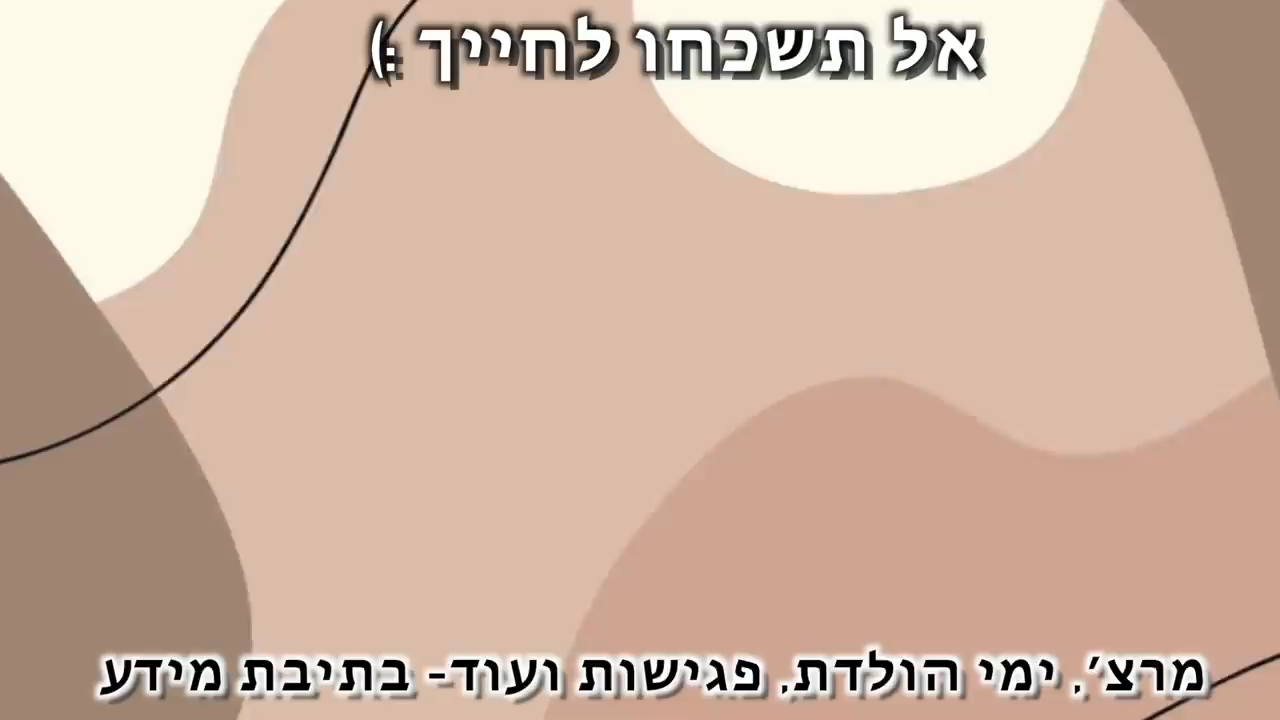 אל תשכחו לחייך :)
מרצ', ימי הולדת, פגישות ועוד- בתיבת מידע